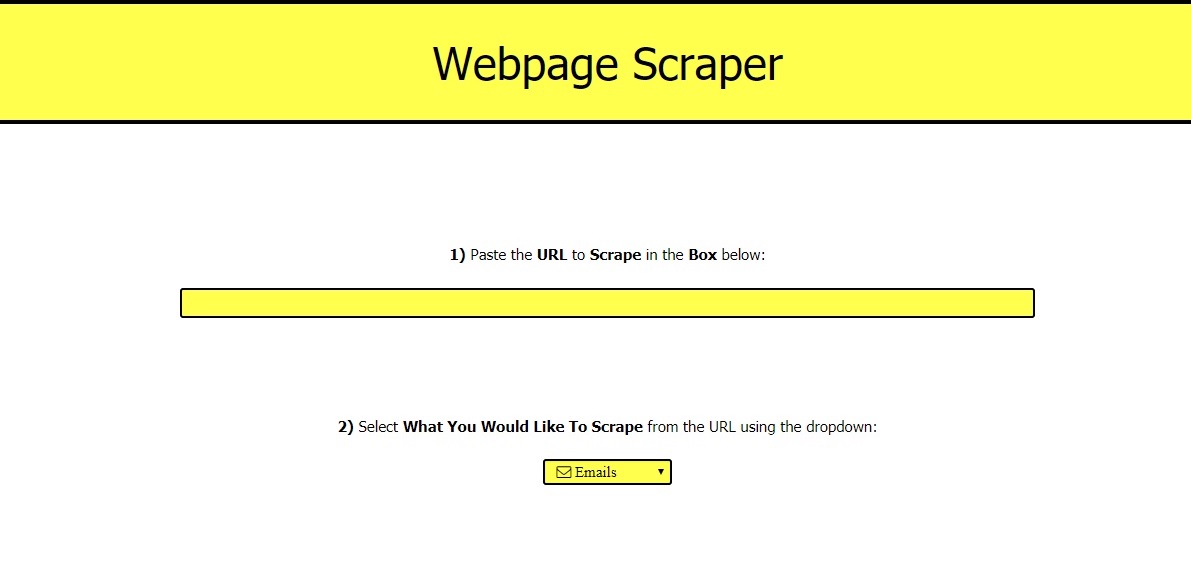 Webpage Scraper
1) Paste the URL to Scrape in the Box below:
2) Select What You Would Like To Scrape from the URL using the dropdown:
Emails